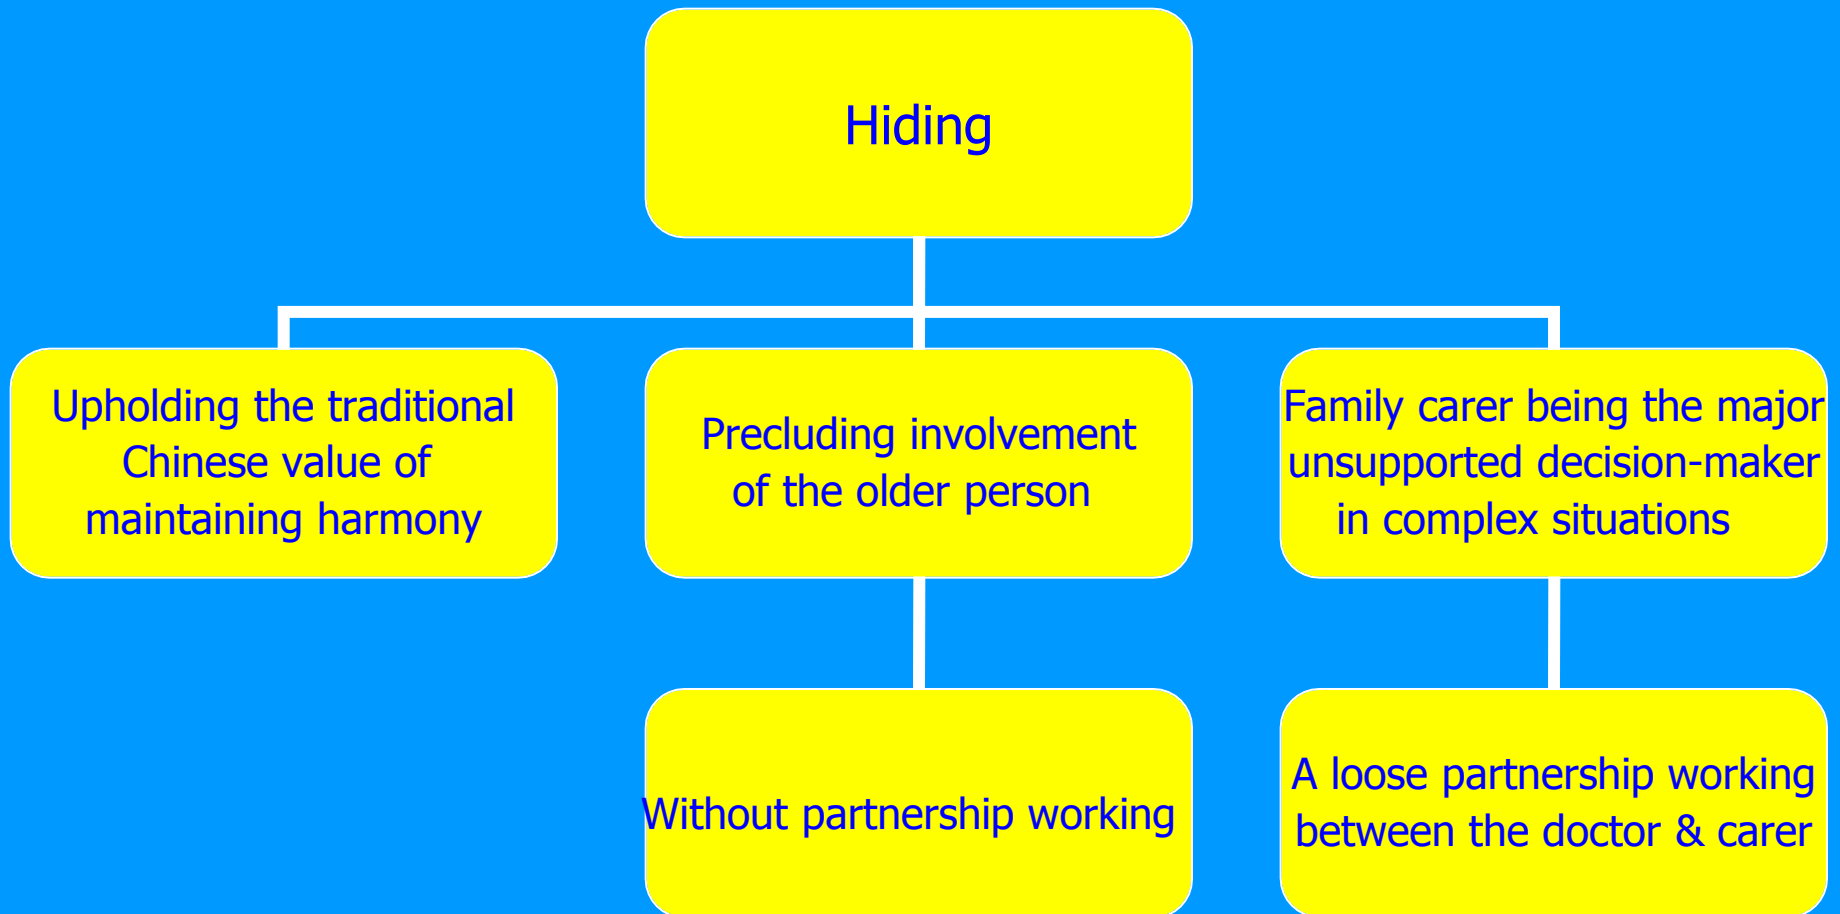 Hiding
Upholding the traditional
Chinese value of
maintaining harmony
Precluding involvement
of the older person
Family carer being the major
unsupported decision-maker
in complex situations
Without partnership working
A loose partnership working
between the doctor & carer